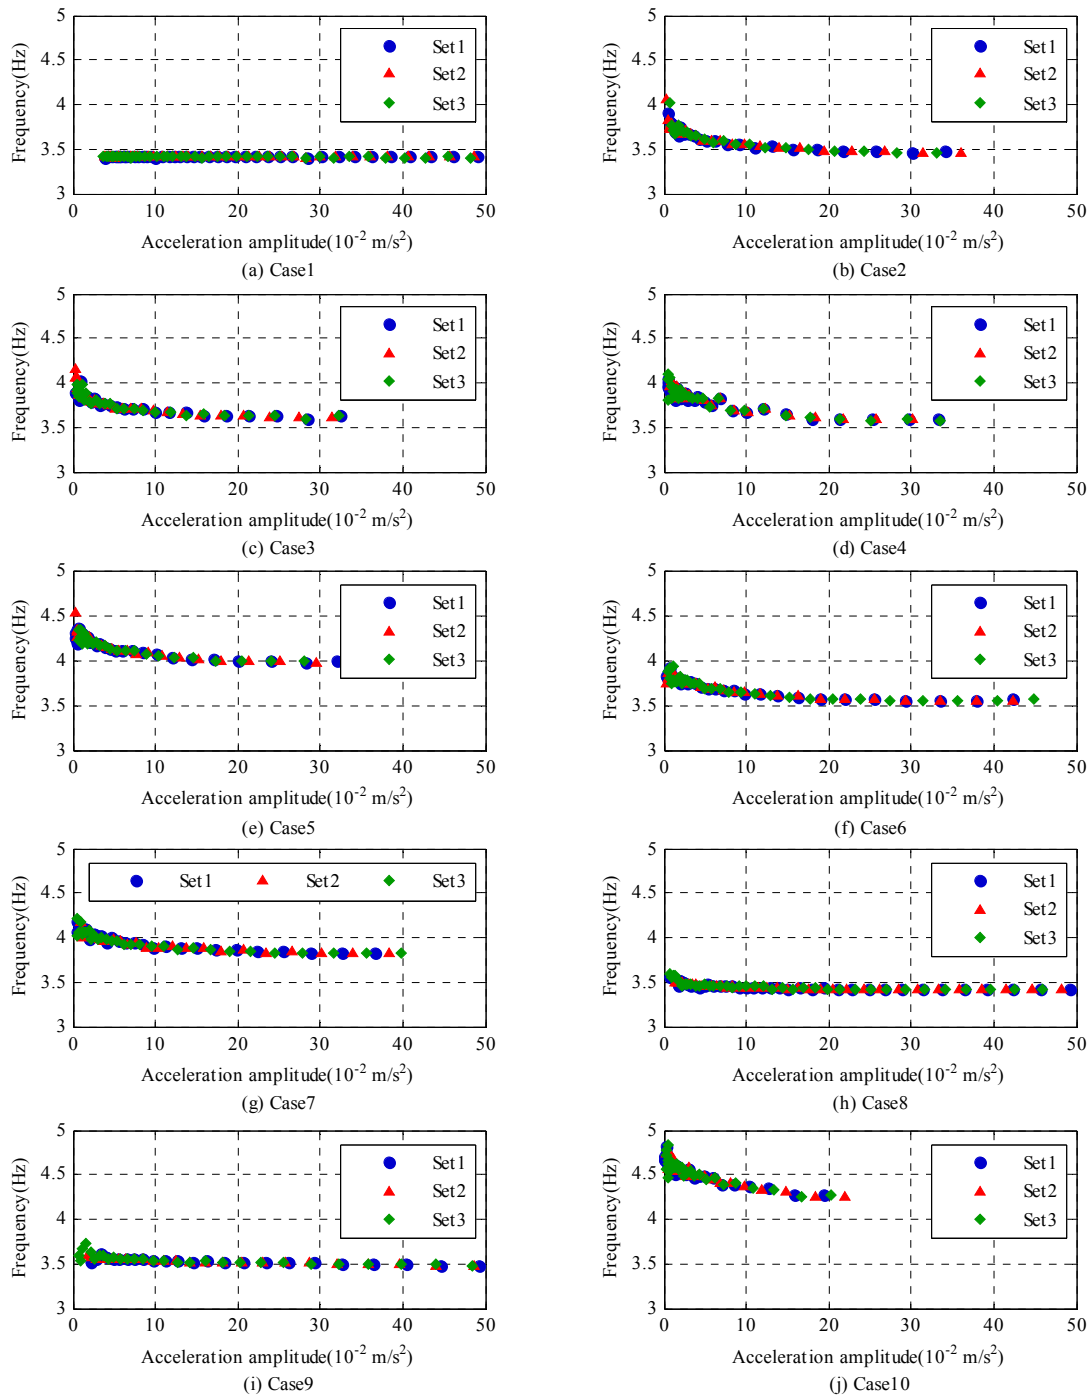 5
4.5
4
3.5
3
Frequency(Hz)
Set1
Set2
Set3
0 10 20 30 40 50
Acceleration amplitude(10⁻² m/s²)
(a) Case1
5
4.5
4
3.5
3
Frequency(Hz)
Set1
Set2
Set3
0 10 20 30 40 50
Acceleration amplitude(10⁻² m/s²)
(b) Case2
5
4.5
4
3.5
3
Frequency(Hz)
Set1
Set2
Set3
0 10 20 30 40 50
Acceleration amplitude(10⁻² m/s²)
(c) Case3
5
4.5
4
3.5
3
Frequency(Hz)
Set1
Set2
Set3
0 10 20 30 40 50
Acceleration amplitude(10⁻² m/s²)
(d) Case4
5
4.5
4
3.5
3
Frequency(Hz)
Set1
Set2
Set3
0 10 20 30 40 50
Acceleration amplitude(10⁻² m/s²)
(e) Case5
5
4.5
4
3.5
3
Frequency(Hz)
Set1
Set2
Set3
0 10 20 30 40 50
Acceleration amplitude(10⁻² m/s²)
(f) Case6
5
4.5
4
3.5
3
Frequency(Hz)
Set1 Set2 Set3
0 10 20 30 40 50
Acceleration amplitude(10⁻² m/s²)
(g) Case7
5
4.5
4
3.5
3
Frequency(Hz)
Set1
Set2
Set3
0 10 20 30 40 50
Acceleration amplitude(10⁻² m/s²)
(h) Case8
5
4.5
4
3.5
3
Frequency(Hz)
Set1
Set2
Set3
0 10 20 30 40 50
Acceleration amplitude(10⁻² m/s²)
(i) Case9
5
4.5
4
3.5
3
Frequency(Hz)
Set1
Set2
Set3
0 10 20 30 40 50
Acceleration amplitude(10⁻² m/s²)
(j) Case10